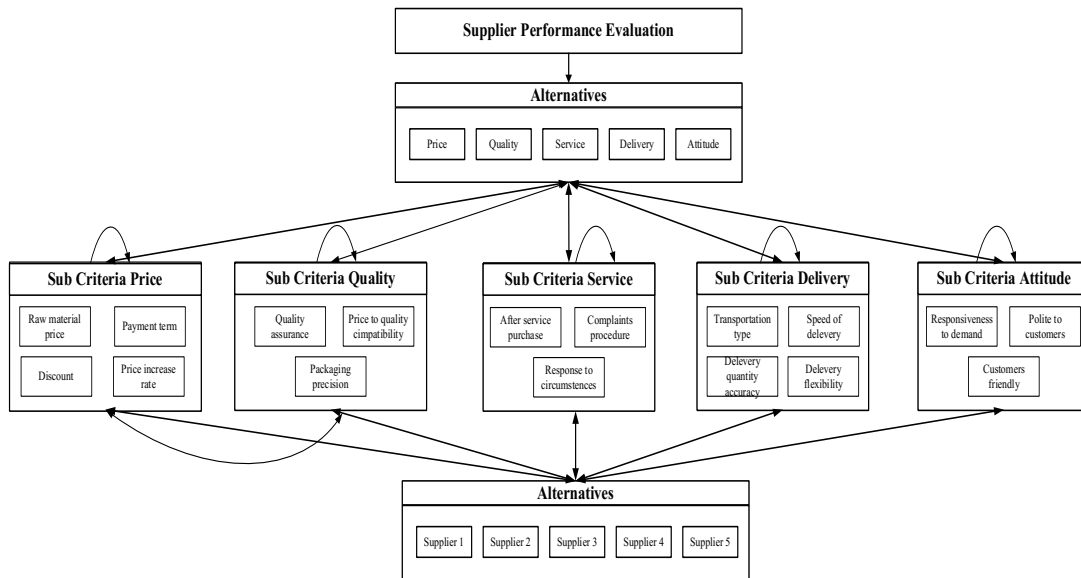 Supplier Performance Evaluation
Alternatives
Price
Quality
Service
Delivery
Attitude
Sub Criteria Price
Raw material
price
Payment term
Discount
Price increase
rate
Sub Criteria Quality
Quality
assurance
Price to quality
cimpatibility
Packaging
precision
Sub Criteria Service
After service
purchase
Complaints
procedure
Response to
circumstences
Sub Criteria Delivery
Transportation
type
Speed of
delevery
Delevery
quantity
accuracy
Delevery
flexibility
Sub Criteria Attitude
Responsiveness
to demand
Polite to
customers
Customers
friendly
Alternatives
Supplier 1
Supplier 2
Supplier 3
Supplier 4
Supplier 5